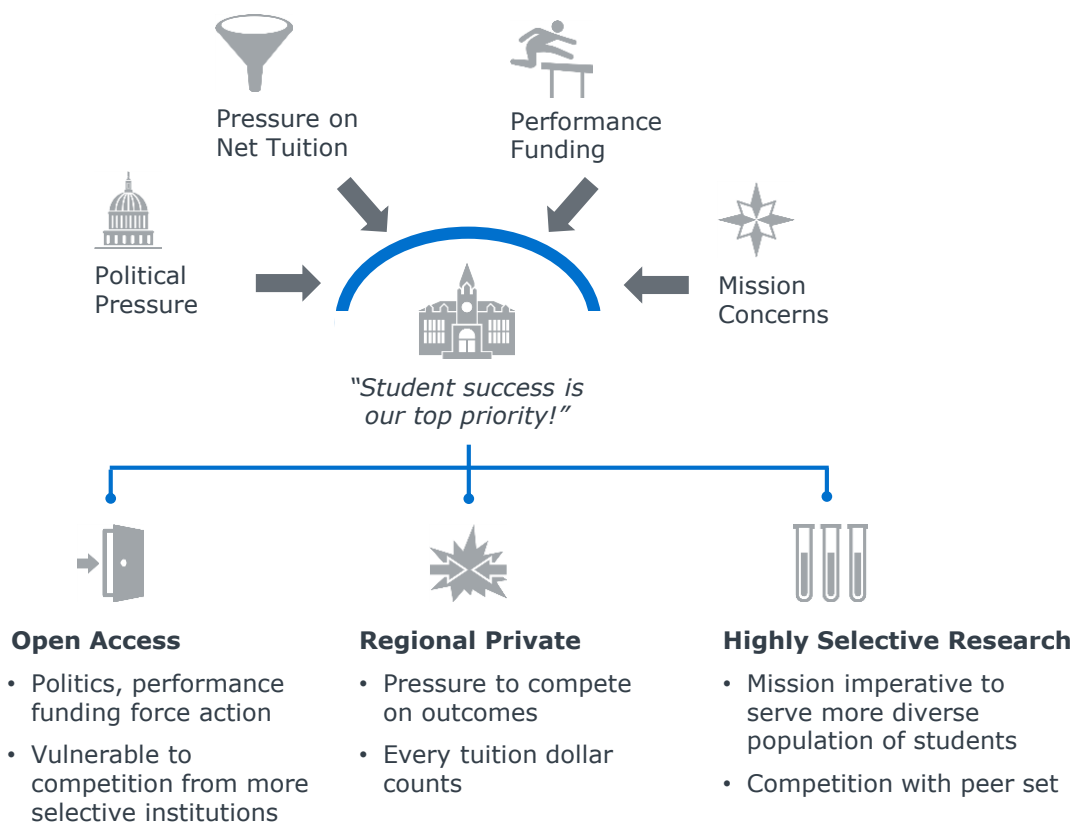 Pressure on
Net Tuition
Performance
Funding
Political
Pressure
Mission
Concerns
“Student success is
our top priority!”
Open Access
• Politics, performance
funding force action
• Vulnerable to
competition from more
selective institutions
Regional Private
• Pressure to compete
on outcomes
• Every tuition dollar
counts
Highly Selective Research
• Mission imperative to
serve more diverse
population of students
• Competition with peer set